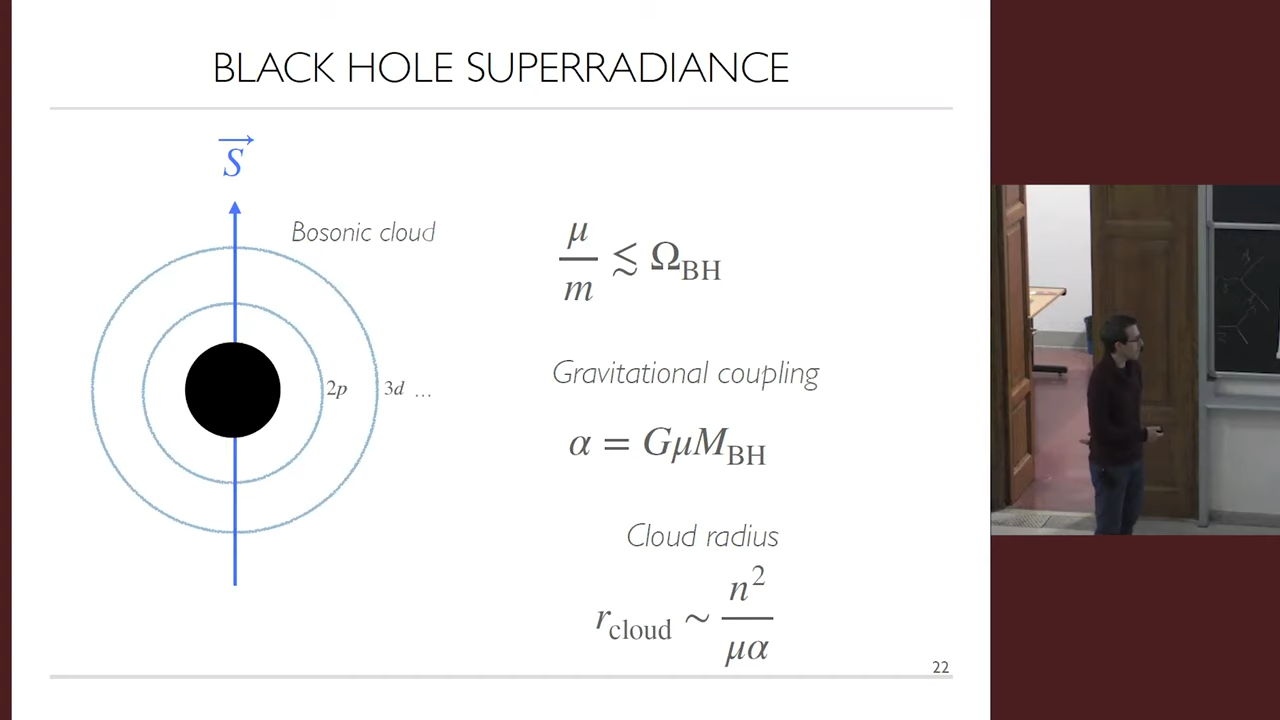 BLACK HOLE SUPERRADIANCE
S⃗
Bosonic cloud
μ/m ≲ Ω_BH
Gravitational coupling
2p 3d ...
α = GμM_BH
Cloud radius
r_cloud ~ n²/μα
22